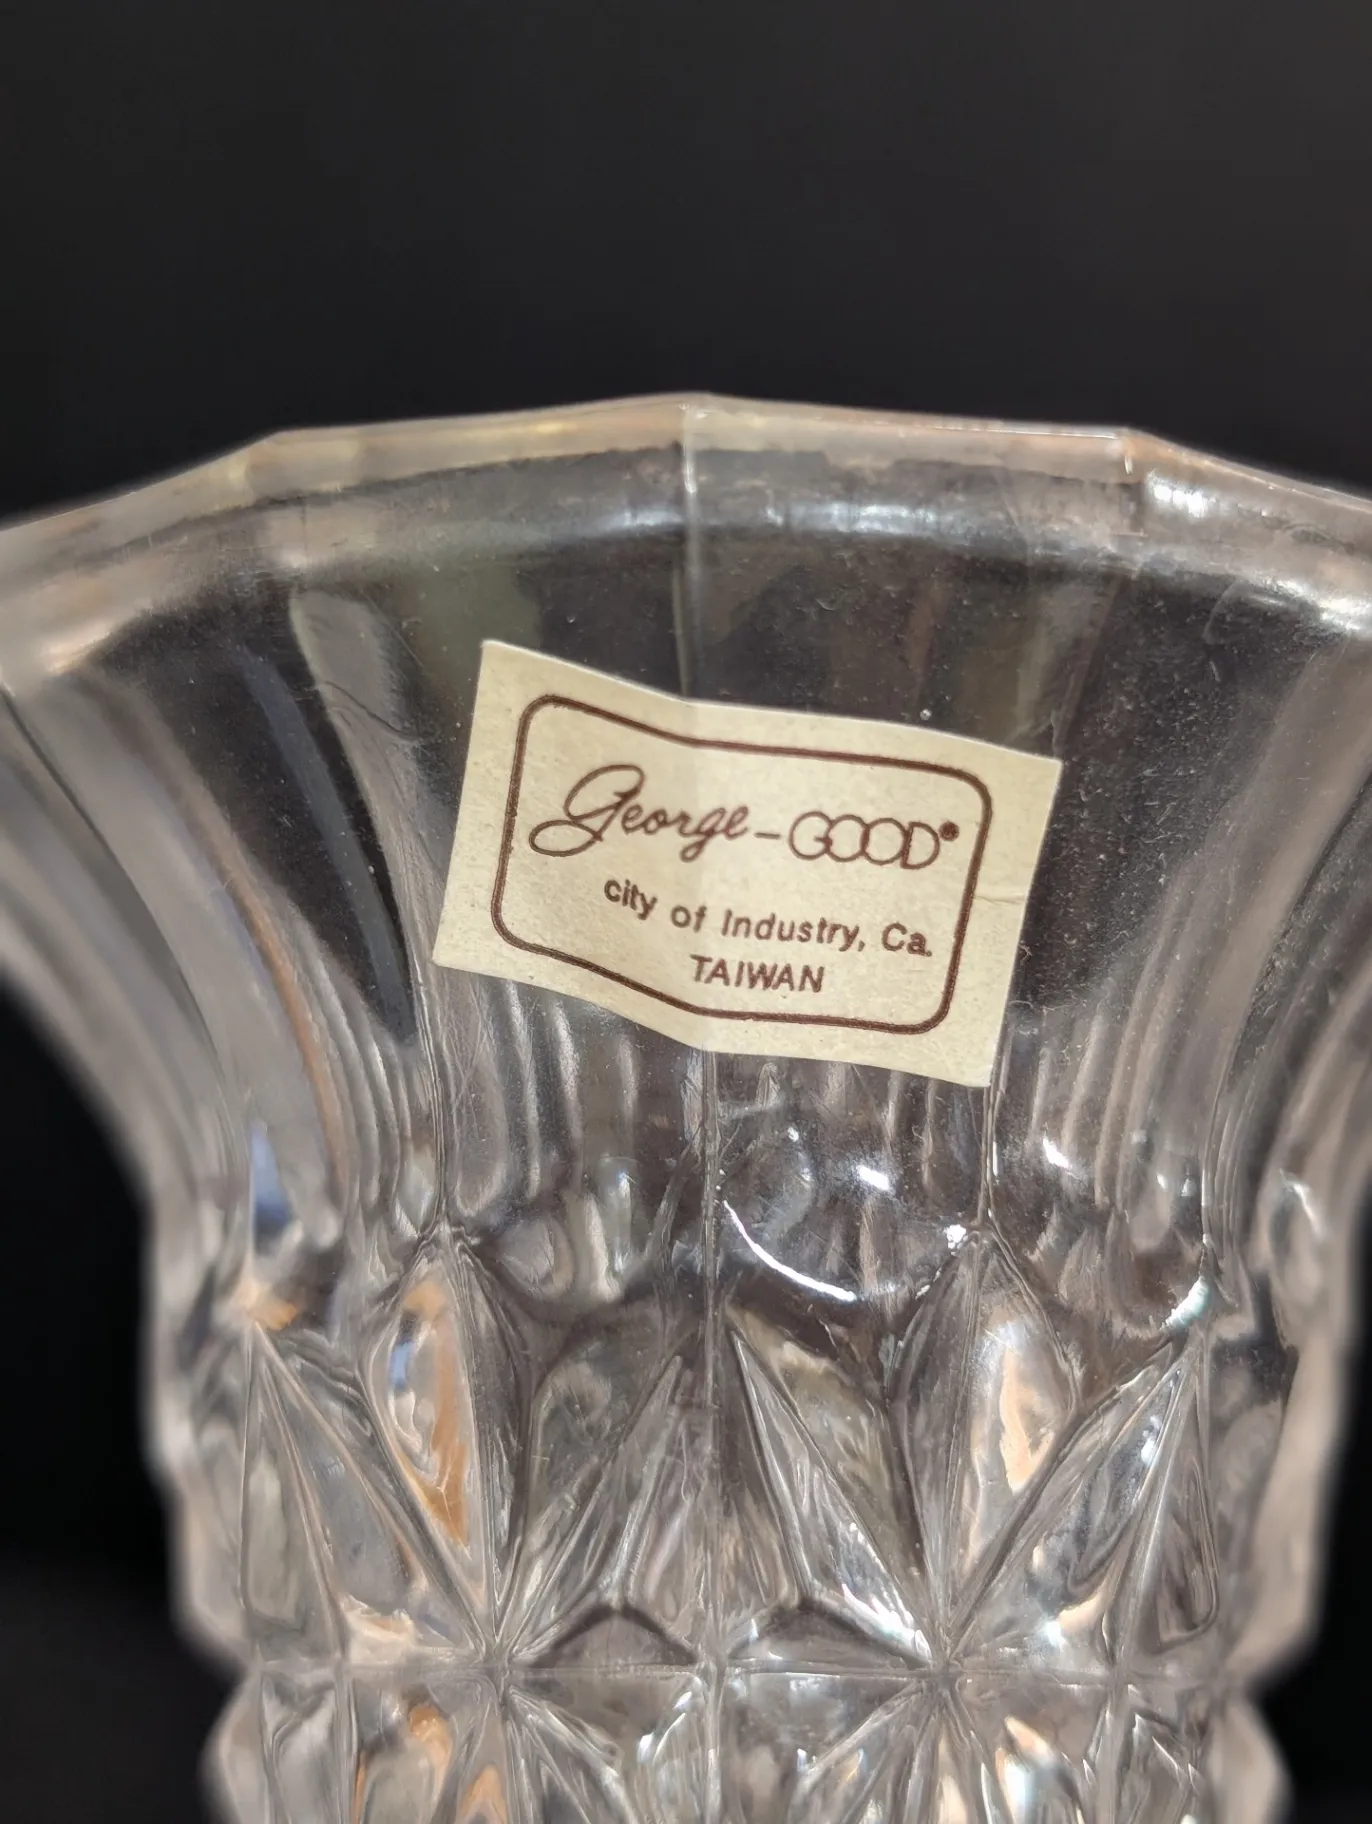 George-GOOD®
city of Industry, Ca.
TAIWAN